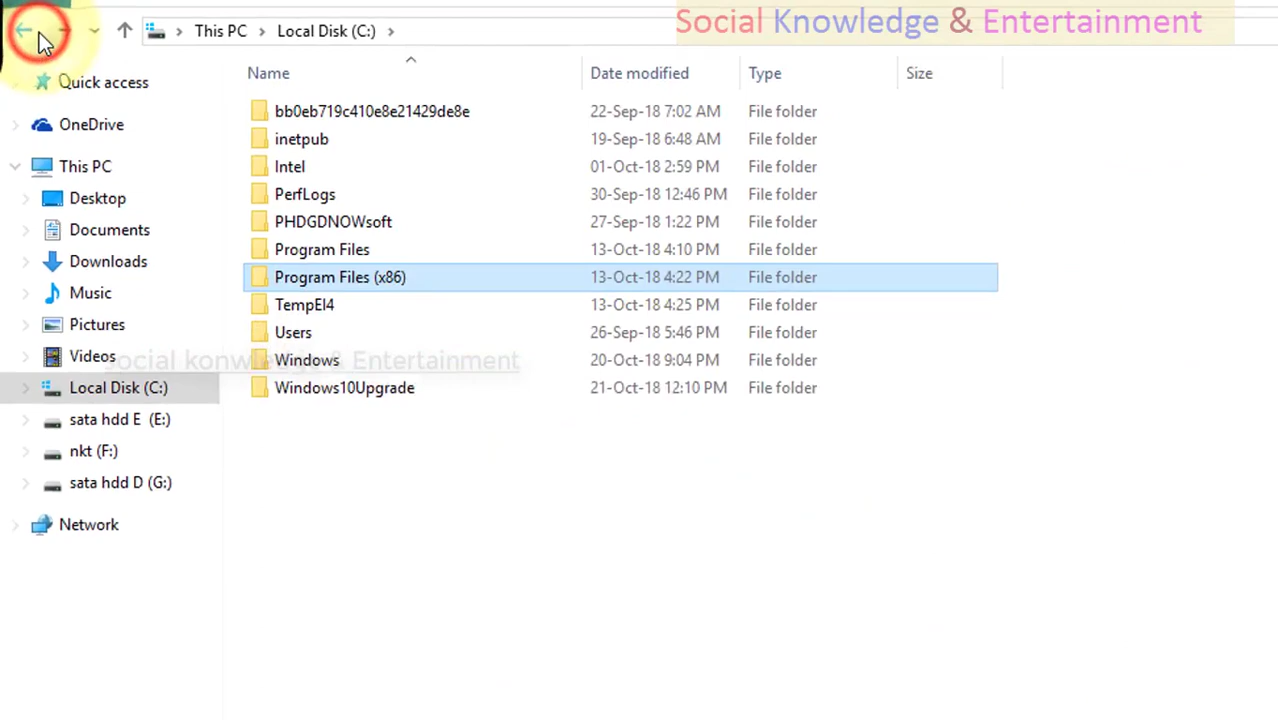 Social Knowledge & Entertainment
This PC > Local Disk (C:) >
Name Date modified Type Size
Quick access
OneDrive
This PC
Desktop
Documents
Downloads
Music
Pictures
Videos
Local Disk (C:)
sata hdd E (E:)
nkt (F:)
sata hdd D (G:)
Network
bb0eb719c410e8e21429de8e 22-Sep-18 7:02 AM File folder
inetpub 19-Sep-18 6:48 AM File folder
Intel 01-Oct-18 2:59 PM File folder
PerfLogs 30-Sep-18 12:46 PM File folder
PHDGDNOWsoft 27-Sep-18 1:22 PM File folder
Program Files 13-Oct-18 4:10 PM File folder
Program Files (x86) 13-Oct-18 4:22 PM File folder
TempEI4 13-Oct-18 4:25 PM File folder
Users 26-Sep-18 5:46 PM File folder
Windows 20-Oct-18 9:04 PM File folder
Windows10Upgrade 21-Oct-18 12:10 PM File folder
social konwledge & Entertainment